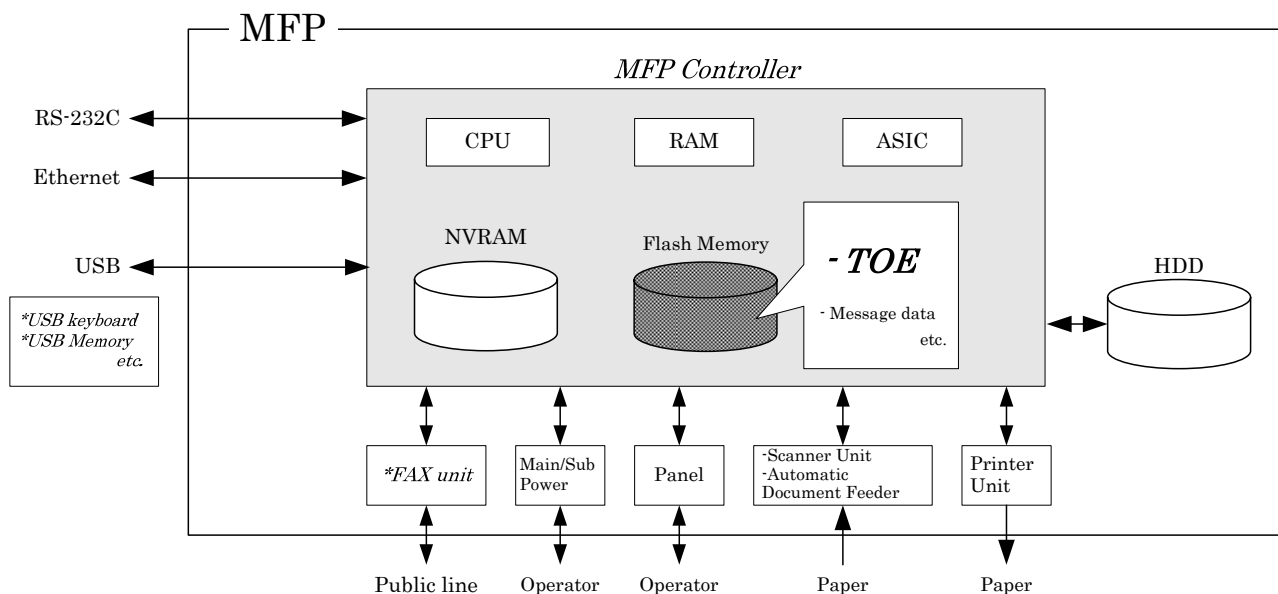 MFP
MFP Controller
RS-232C
CPU
RAM
ASIC
Ethernet
NVRAM
Flash Memory
- TOE
- Message data
etc.
USB
HDD
*USB keyboard
*USB Memory
etc.
*FAX unit
Main/Sub
Power
Panel
-Scanner Unit
-Automatic
Document Feeder
Printer
Unit
Public line
Operator
Operator
Paper
Paper